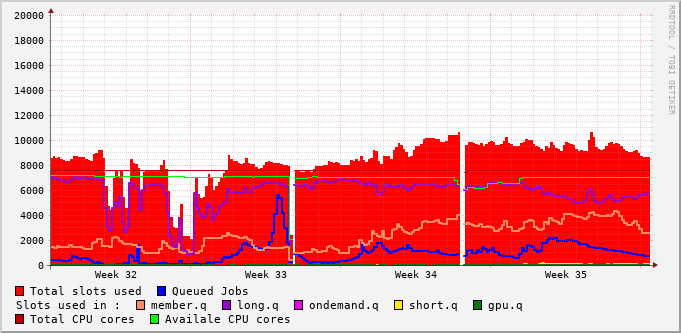 RRDTOOL / TOBI OETIKER
20000
18000
16000
14000
12000
10000
8000
6000
4000
2000
0
Week 32 Week 33 Week 34 Week 35
Total slots used Queued Jobs
Slots used in : member.q long.q ondemand.q short.q gpu.q
Total CPU cores Availale CPU cores